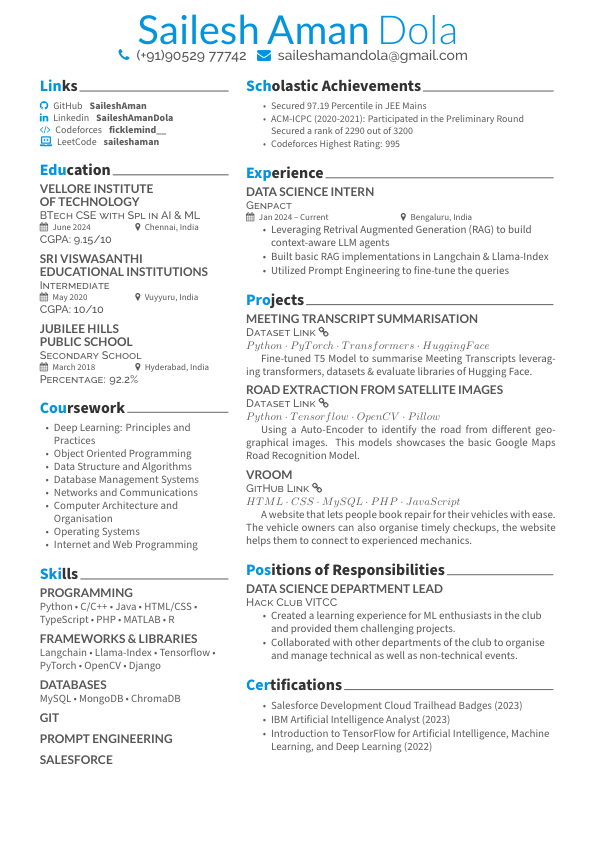 Sailesh Aman Dola
(+91)90529 77742 saileshamandola@gmail.com
Links
GitHub SaileshAman
Linkedin SaileshAmanDola
Codeforces ficklemind__
LeetCode saileshaman
Education
VELLORE INSTITUTE
OF TECHNOLOGY
BTech CSE with Spl in AI & ML
June 2024 Chennai, India
CGPA: 9.15/10
SRI VISWASANTHI
EDUCATIONAL INSTITUTIONS
Intermediate
May 2020 Vuyyuru, India
CGPA: 10/10
JUBILEE HILLS
PUBLIC SCHOOL
Secondary School
March 2018 Hyderabad, India
Percentage: 92.2%
Coursework
• Deep Learning: Principles and
Practices
• Object Oriented Programming
• Data Structure and Algorithms
• Database Management Systems
• Networks and Communications
• Computer Architecture and
Organisation
• Operating Systems
• Internet and Web Programming
Skills
PROGRAMMING
Python • C/C++ • Java • HTML/CSS •
TypeScript • PHP • MATLAB • R
FRAMEWORKS & LIBRARIES
Langchain • Llama-Index • Tensorflow •
PyTorch • OpenCV • Django
DATABASES
MySQL • MongoDB • ChromaDB
GIT
PROMPT ENGINEERING
SALESFORCE
Scholastic Achievements
• Secured 97.19 Percentile in JEE Mains
• ACM-ICPC (2020-2021): Participated in the Preliminary Round
Secured a rank of 2290 out of 3200
• Codeforces Highest Rating: 995
Experience
DATA SCIENCE INTERN
Genpact
Jan 2024 – Current Bengaluru, India
• Leveraging Retrival Augmented Generation (RAG) to build
context-aware LLM agents
• Built basic RAG implementations in Langchain & Llama-Index
• Utilized Prompt Engineering to fine-tune the queries
Projects
MEETING TRANSCRIPT SUMMARISATION
Dataset Link
Python · PyTorch · Transformers · HuggingFace
Fine-tuned T5 Model to summarise Meeting Transcripts leverag-
ing transformers, datasets & evaluate libraries of Hugging Face.
ROAD EXTRACTION FROM SATELLITE IMAGES
Dataset Link
Python · Tensorflow · OpenCV · Pillow
Using a Auto-Encoder to identify the road from different geo-
graphical images. This models showcases the basic Google Maps
Road Recognition Model.
VROOM
GitHub Link
HTML · CSS · MySQL · PHP · JavaScript
A website that lets people book repair for their vehicles with ease.
The vehicle owners can also organise timely checkups, the website
helps them to connect to experienced mechanics.
Positions of Responsibilities
DATA SCIENCE DEPARTMENT LEAD
Hack Club VITCC
• Created a learning experience for ML enthusiasts in the club
and provided them challenging projects.
• Collaborated with other departments of the club to organise
and manage technical as well as non-technical events.
Certifications
• Salesforce Development Cloud Trailhead Badges (2023)
• IBM Artificial Intelligence Analyst (2023)
• Introduction to TensorFlow for Artificial Intelligence, Machine
Learning, and Deep Learning (2022)